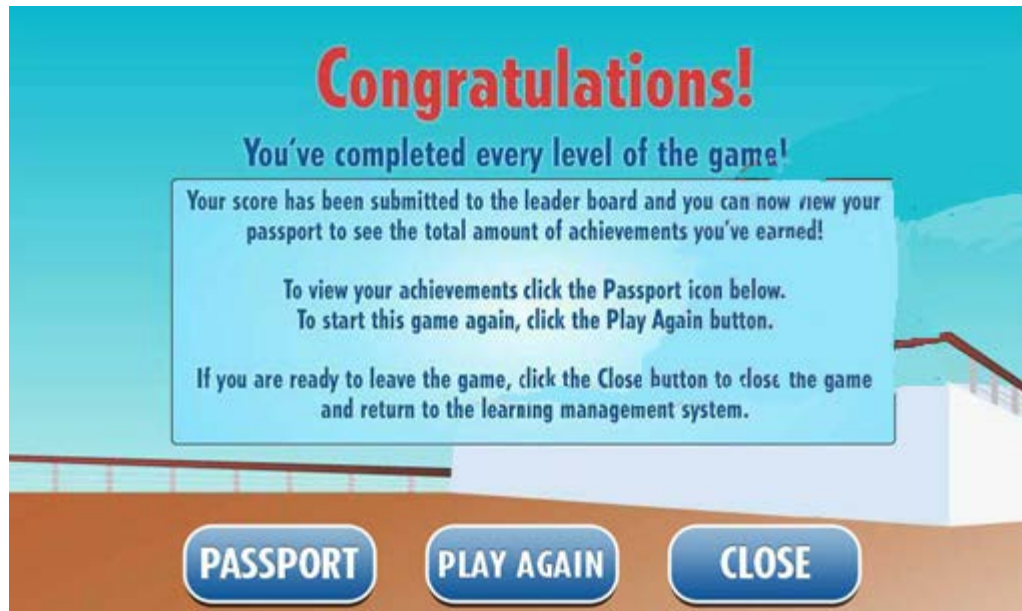 Congratulations!
You've completed every level of the game!
Your score has been submitted to the leader board and you can now view your
passport to see the total amount of achievements you've earned!
To view your achievements click the Passport icon below.
To start this game again, click the Play Again button.
If you are ready to leave the game, click the Close button to close the game
and return to the learning management system.
PASSPORT
PLAY AGAIN
CLOSE